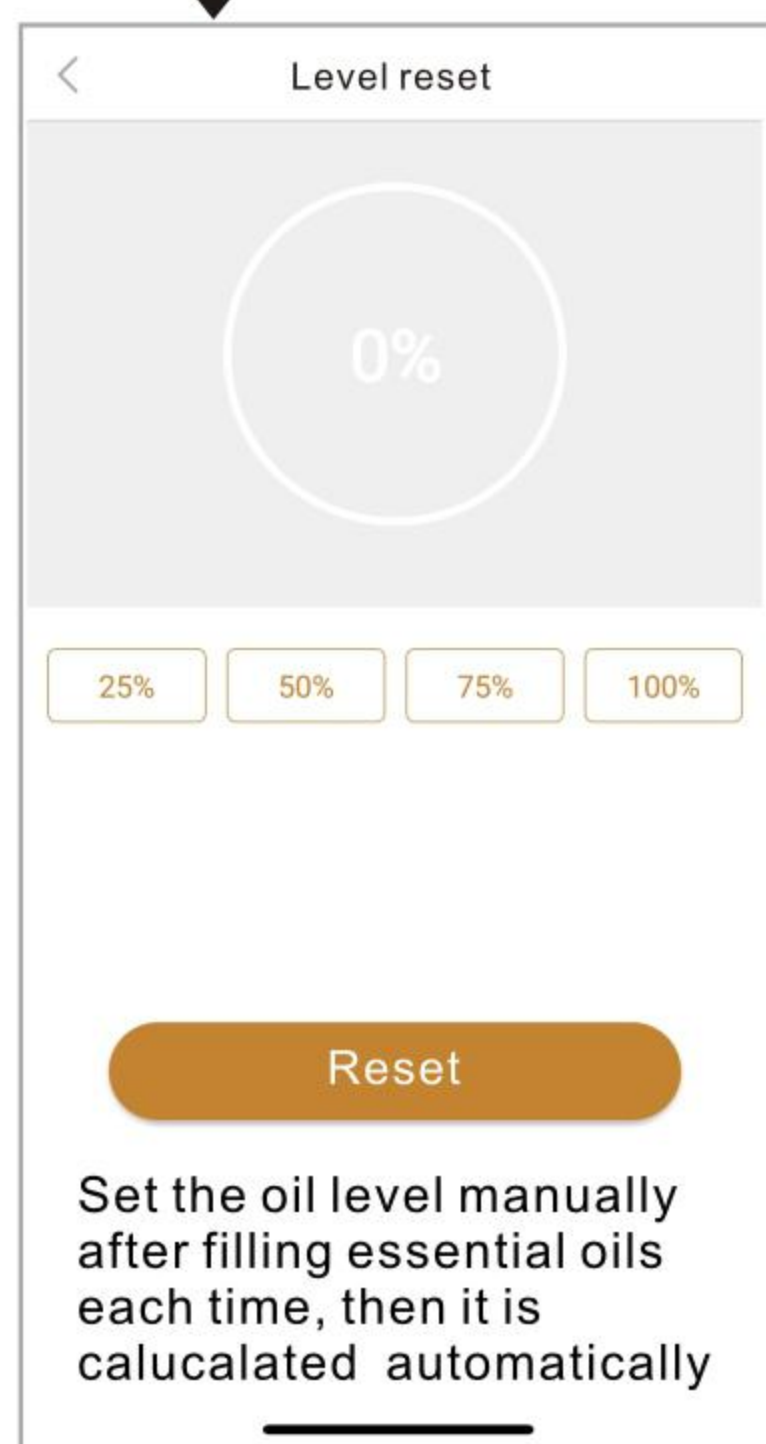 Level reset
0%
25% 50% 75% 100%
Reset
Set the oil level manually
after filling essential oils
each time, then it is
calucalated automatically